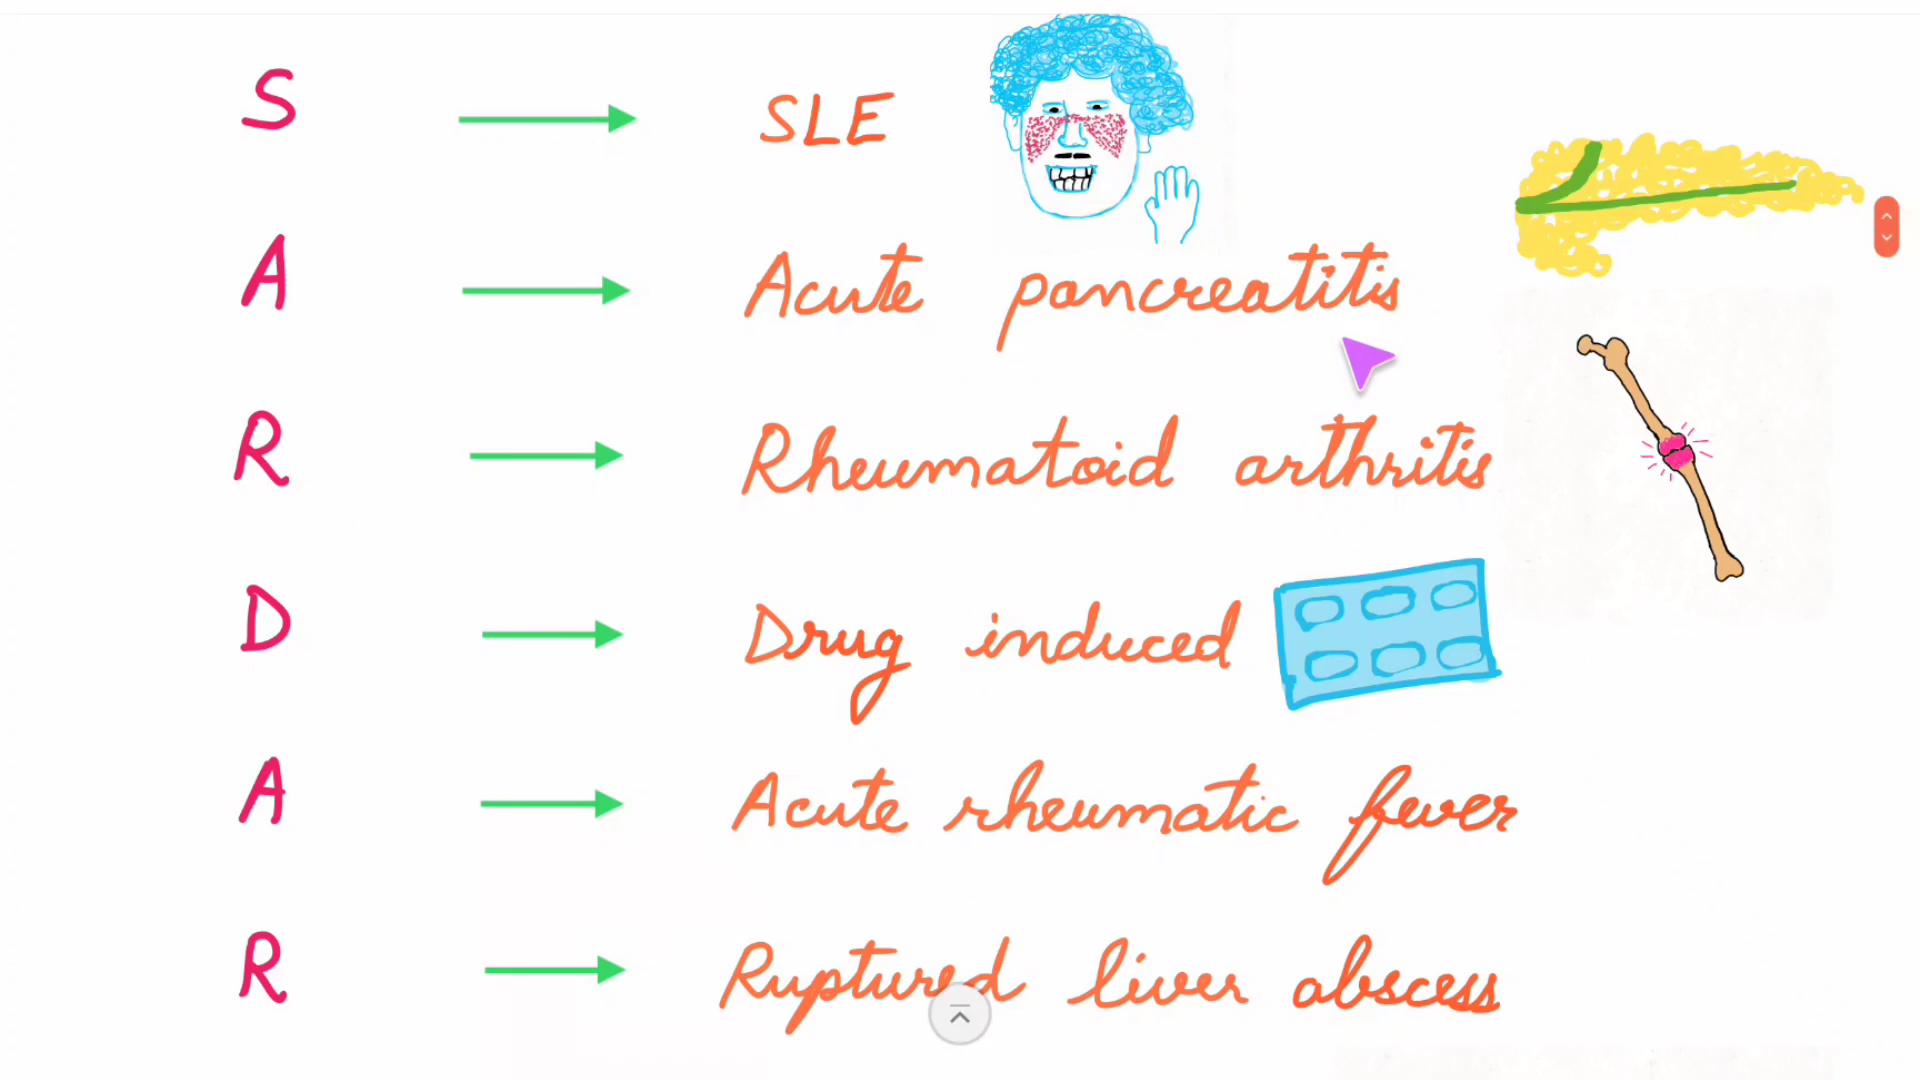 S → SLE
A → Acute pancreatitis
R → Rheumatoid arthritis
D → Drug induced
A → Acute rheumatic fever
R → Ruptured liver abscess